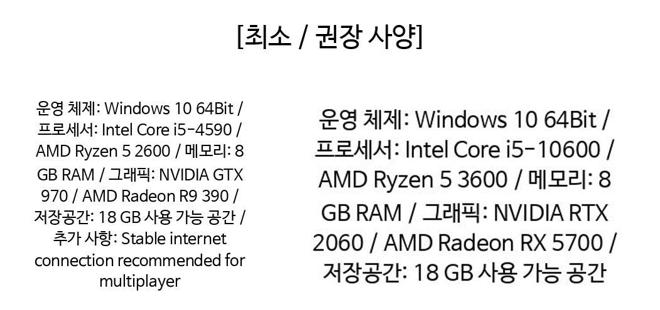 [최소 / 권장 사양]
운영 체제: Windows 10 64Bit /
프로세서: Intel Core i5-4590 /
AMD Ryzen 5 2600 / 메모리: 8
GB RAM / 그래픽: NVIDIA GTX
970 / AMD Radeon R9 390 /
저장공간: 18 GB 사용 가능 공간 /
추가 사항: Stable internet
connection recommended for
multiplayer
운영 체제: Windows 10 64Bit /
프로세서: Intel Core i5-10600 /
AMD Ryzen 5 3600 / 메모리: 8
GB RAM / 그래픽: NVIDIA RTX
2060 / AMD Radeon RX 5700 /
저장공간: 18 GB 사용 가능 공간